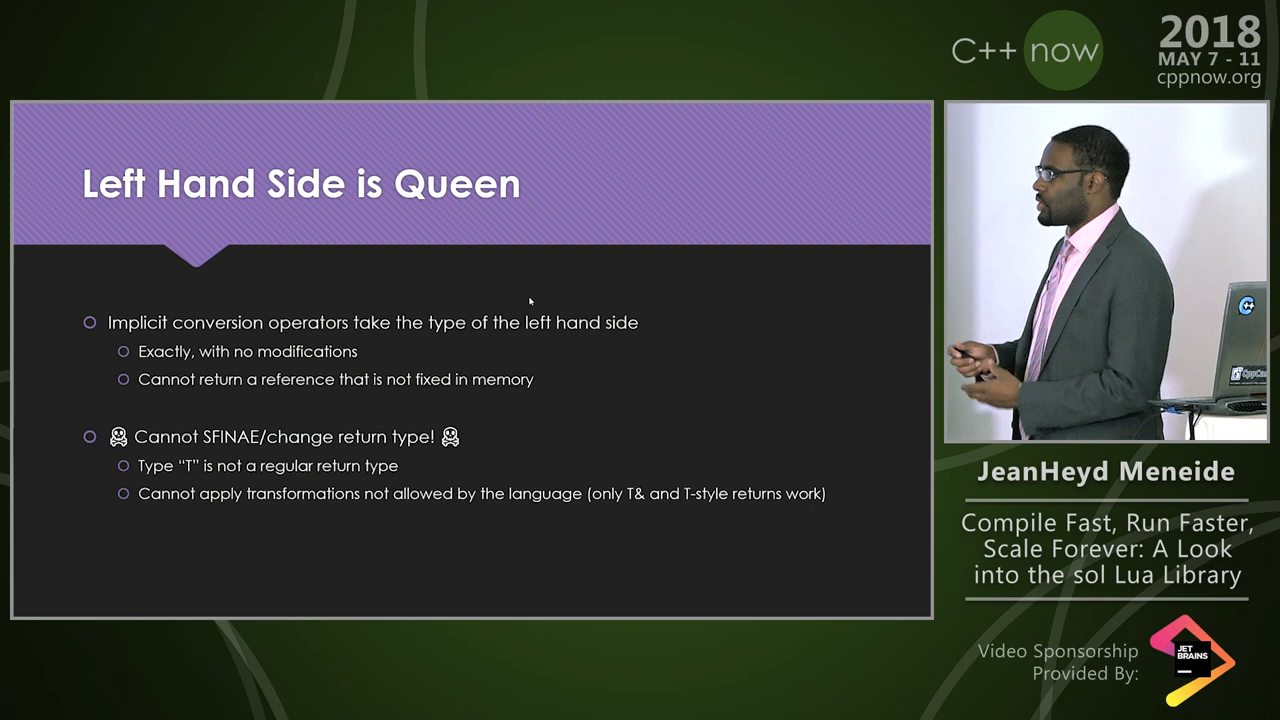 C++ now
2018
MAY 7 - 11
cppnow.org
Left Hand Side is Queen
Implicit conversion operators take the type of the left hand side
Exactly, with no modifications
Cannot return a reference that is not fixed in memory
Cannot SFINAE/change return type!
Type “T” is not a regular return type
Cannot apply transformations not allowed by the language (only T& and T-style returns work)
JeanHeyd Meneide
Compile Fast, Run Faster,
Scale Forever: A Look
into the sol Lua Library
Video Sponsorship
Provided By:
JET
BRAINS